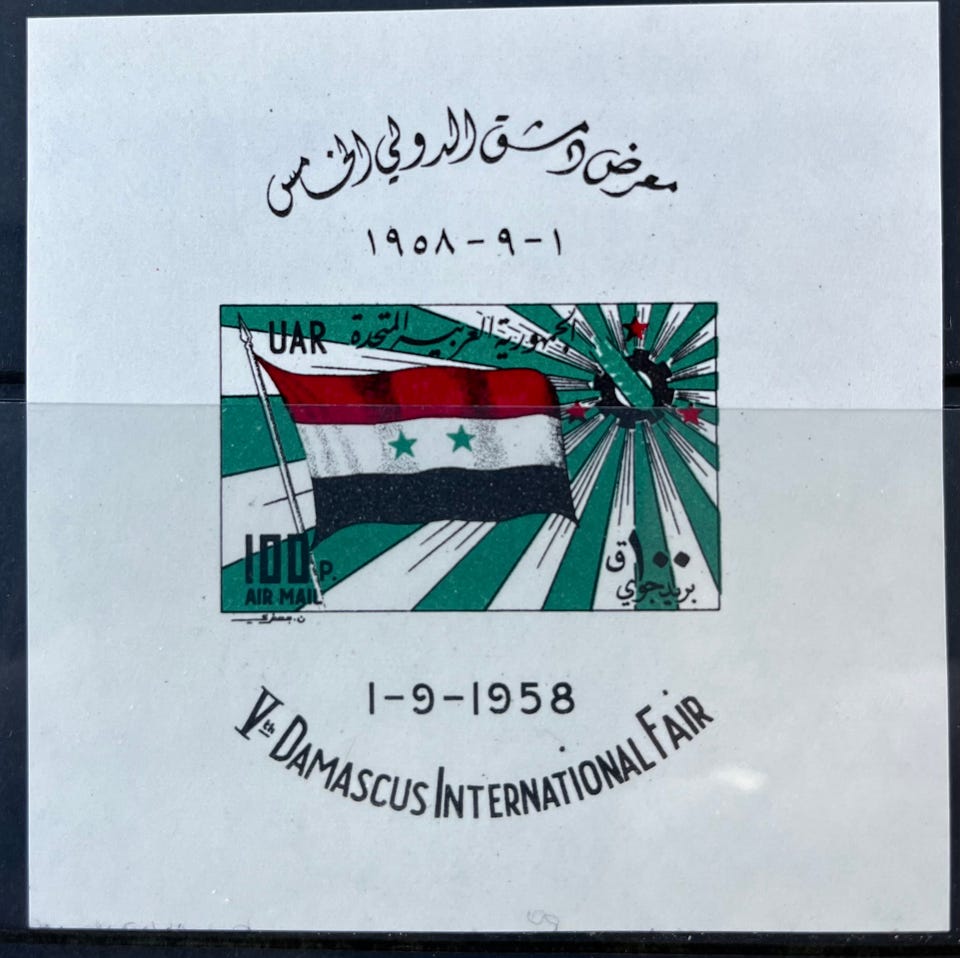 معرض دمشق الدولي الخامس
١ - ٩ - ١٩٥٨
UAR الجمهورية العربية المتحدة
100 P.
AIR MAIL
١٠٠ ق
بريد جوي
1-9-1958
Vth DAMASCUS INTERNATIONAL FAIR